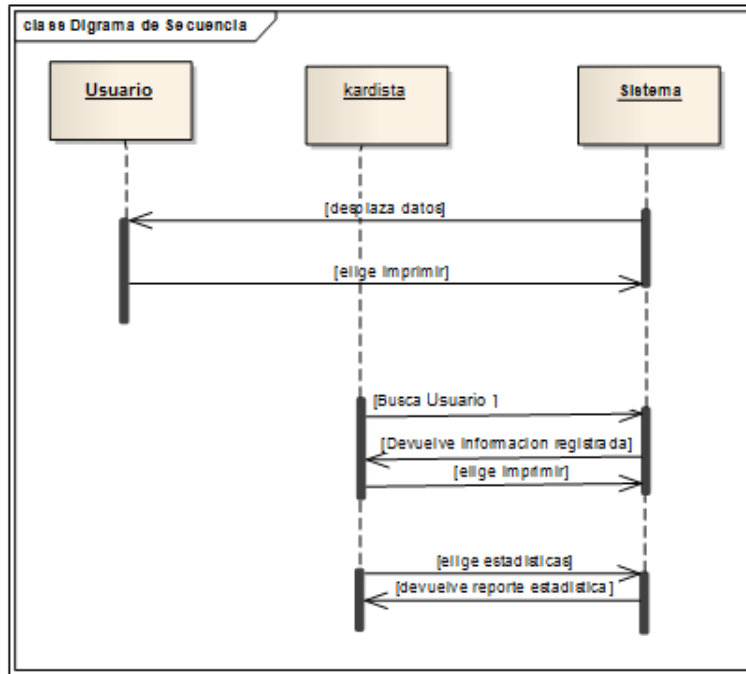 class Digrama de Secuencia
Usuario
kardista
Sistema
[desplaza datos]
[elige imprimir]
[Busca Usuario ]
[Devuelve informacion registrada]
[elige imprimir]
[elige estadisticas]
[devuelve reporte estadistica]